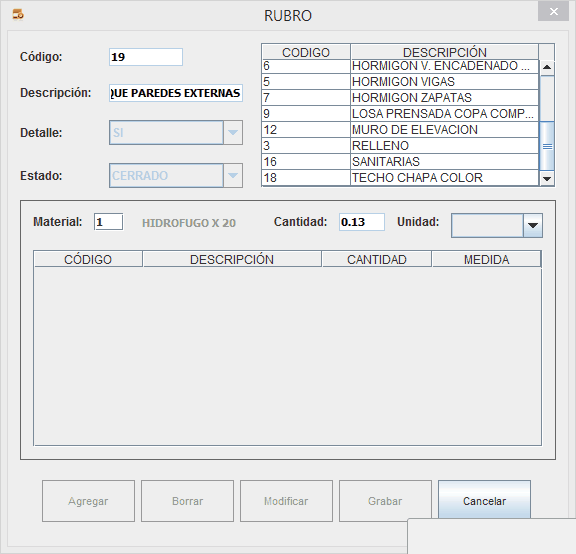 RUBRO
Código: 19
Descripción: QUE PAREDES EXTERNAS
Detalle: SI
Estado: CERRADO
CODIGO DESCRIPCIÓN
6 HORMIGON V. ENCADENADO ...
5 HORMIGON VIGAS
7 HORMIGON ZAPATAS
9 LOSA PRENSADA COPA COMP...
12 MURO DE ELEVACION
3 RELLENO
16 SANITARIAS
18 TECHO CHAPA COLOR
Material: 1 HIDROFUGO X 20 Cantidad: 0.13 Unidad:
CÓDIGO DESCRIPCIÓN CANTIDAD MEDIDA
Agregar Borrar Modificar Grabar Cancelar